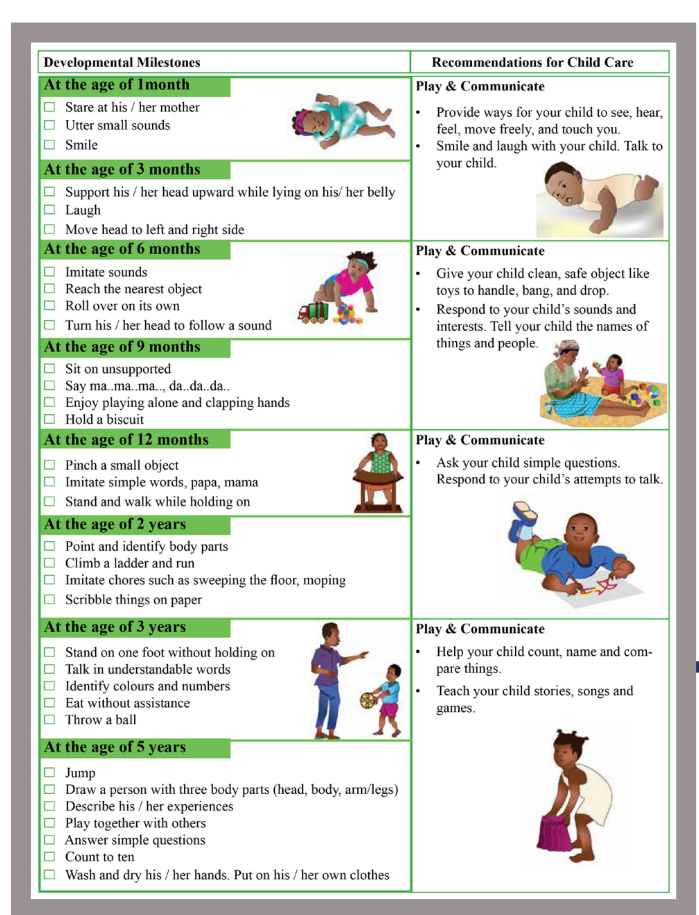 Developmental Milestones
Recommendations for Child Care
At the age of 1month
Stare at his / her mother
Utter small sounds
Smile
At the age of 3 months
Support his / her head upward while lying on his/ her belly
Laugh
Move head to left and right side
Play & Communicate
• Provide ways for your child to see, hear,
feel, move freely, and touch you.
• Smile and laugh with your child. Talk to
your child.
At the age of 6 months
Imitate sounds
Reach the nearest object
Roll over on its own
Turn his / her head to follow a sound
At the age of 9 months
Sit on unsupported
Say ma..ma..ma.., da..da..da..
Enjoy playing alone and clapping hands
Hold a biscuit
Play & Communicate
• Give your child clean, safe object like
toys to handle, bang, and drop.
• Respond to your child's sounds and
interests. Tell your child the names of
things and people.
At the age of 12 months
Pinch a small object
Imitate simple words, papa, mama
Stand and walk while holding on
At the age of 2 years
Point and identify body parts
Climb a ladder and run
Imitate chores such as sweeping the floor, moping
Scribble things on paper
Play & Communicate
• Ask your child simple questions.
Respond to your child's attempts to talk.
At the age of 3 years
Stand on one foot without holding on
Talk in understandable words
Identify colours and numbers
Eat without assistance
Throw a ball
At the age of 5 years
Jump
Draw a person with three body parts (head, body, arm/legs)
Describe his / her experiences
Play together with others
Answer simple questions
Count to ten
Wash and dry his / her hands. Put on his / her own clothes
Play & Communicate
• Help your child count, name and com-
pare things.
• Teach your child stories, songs and
games.